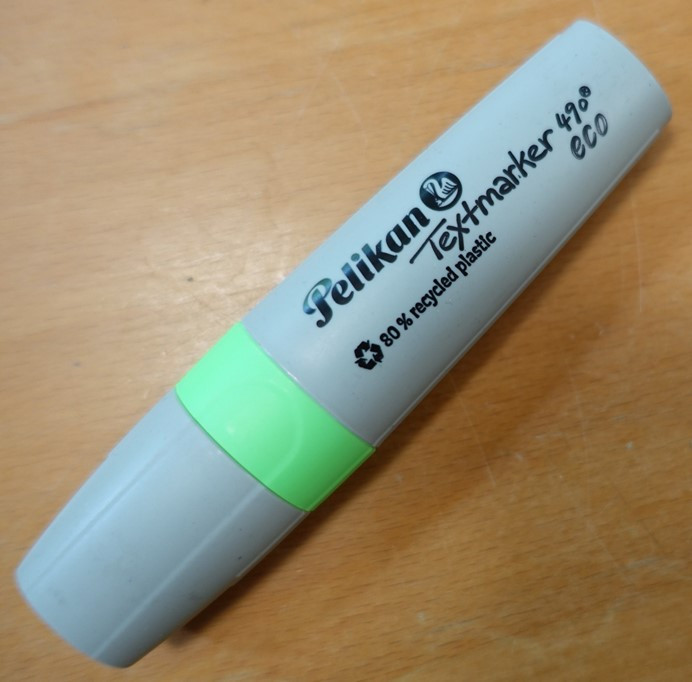 Pelikan
Textmarker 490®
eco
80 % recycled plastic